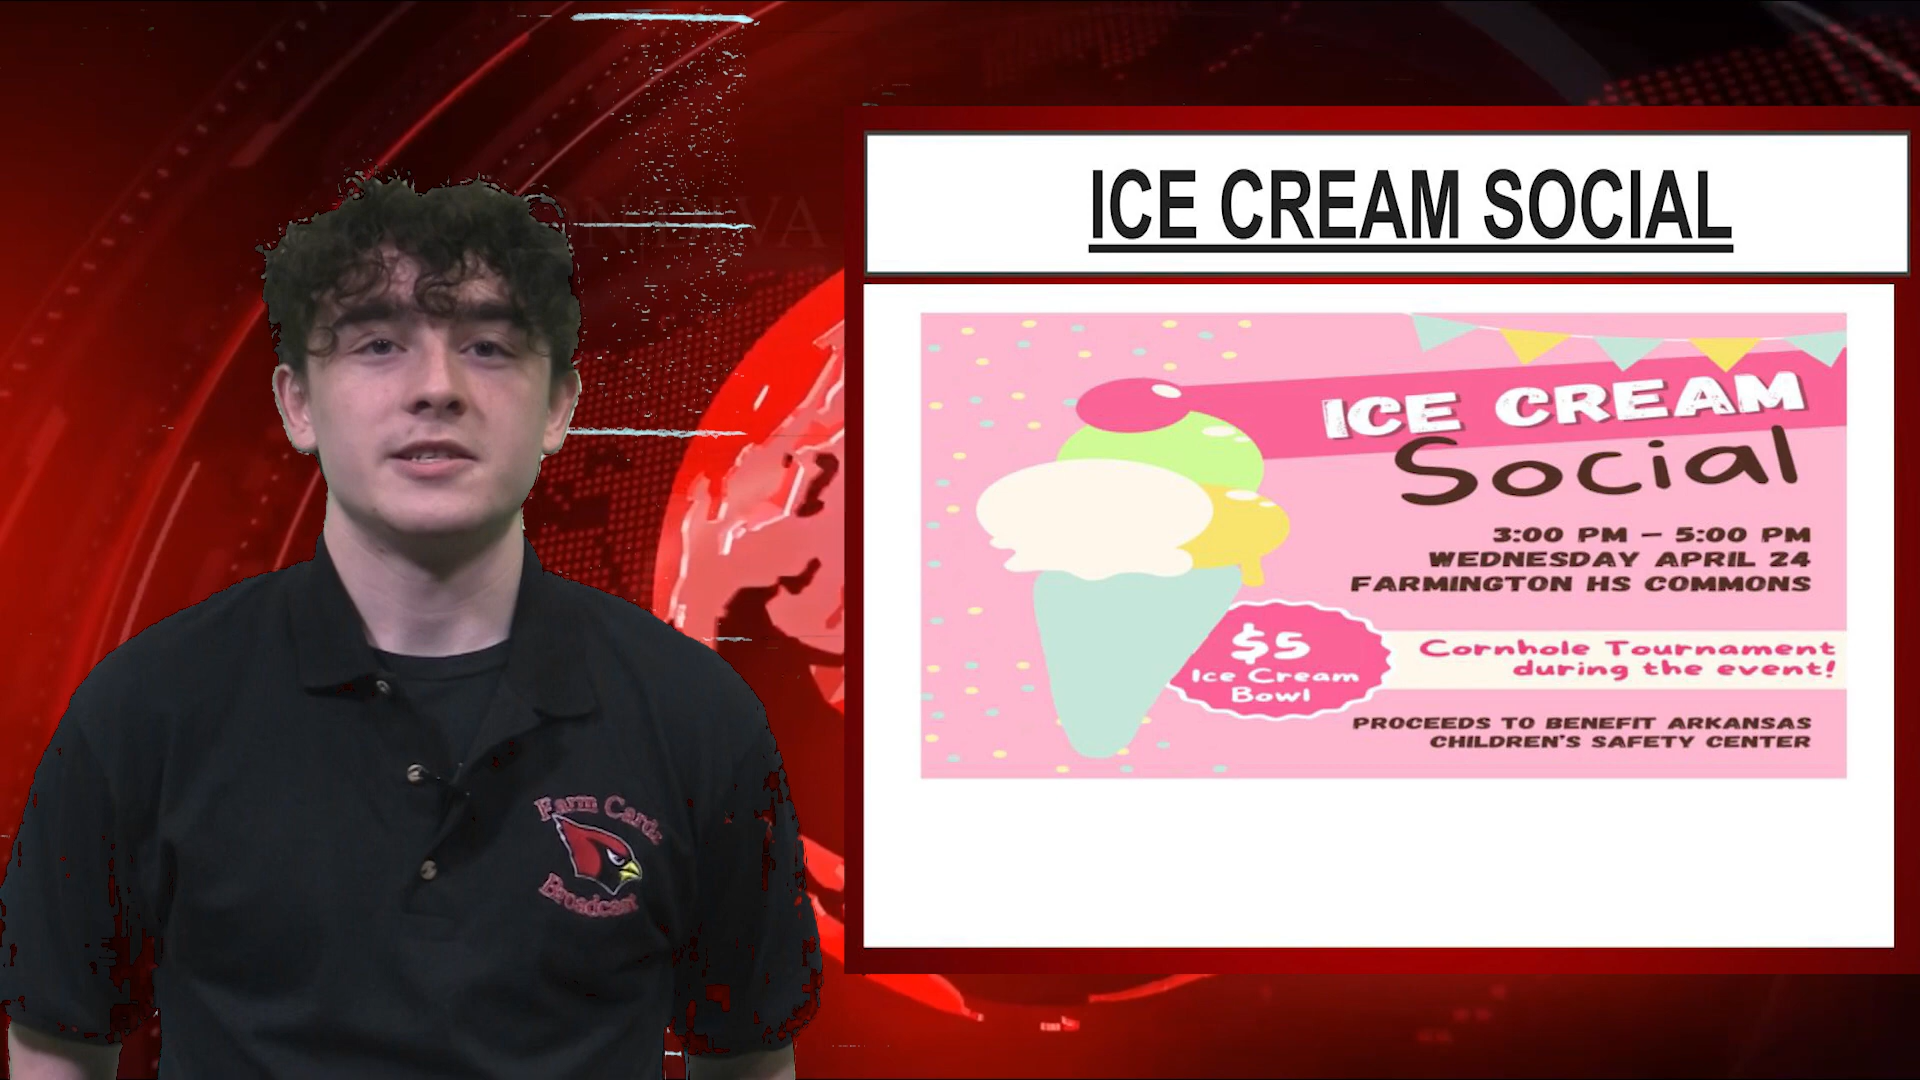 ICE CREAM SOCIAL
ICE CREAM
Social
3:00 PM – 5:00 PM
WEDNESDAY APRIL 24
FARMINGTON HS COMMONS
$5
Ice Cream
Bowl
Cornhole Tournament
during the event!
PROCEEDS TO BENEFIT ARKANSAS
CHILDREN'S SAFETY CENTER
Farm Cards
Broadcast